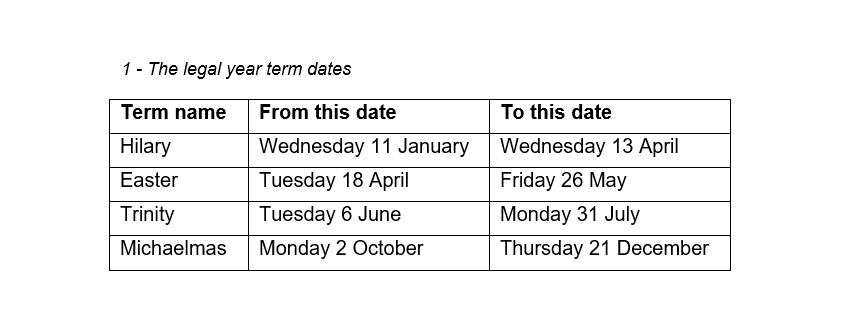 1 - The legal year term dates
Term name From this date To this date
Hilary Wednesday 11 January Wednesday 13 April
Easter Tuesday 18 April Friday 26 May
Trinity Tuesday 6 June Monday 31 July
Michaelmas Monday 2 October Thursday 21 December